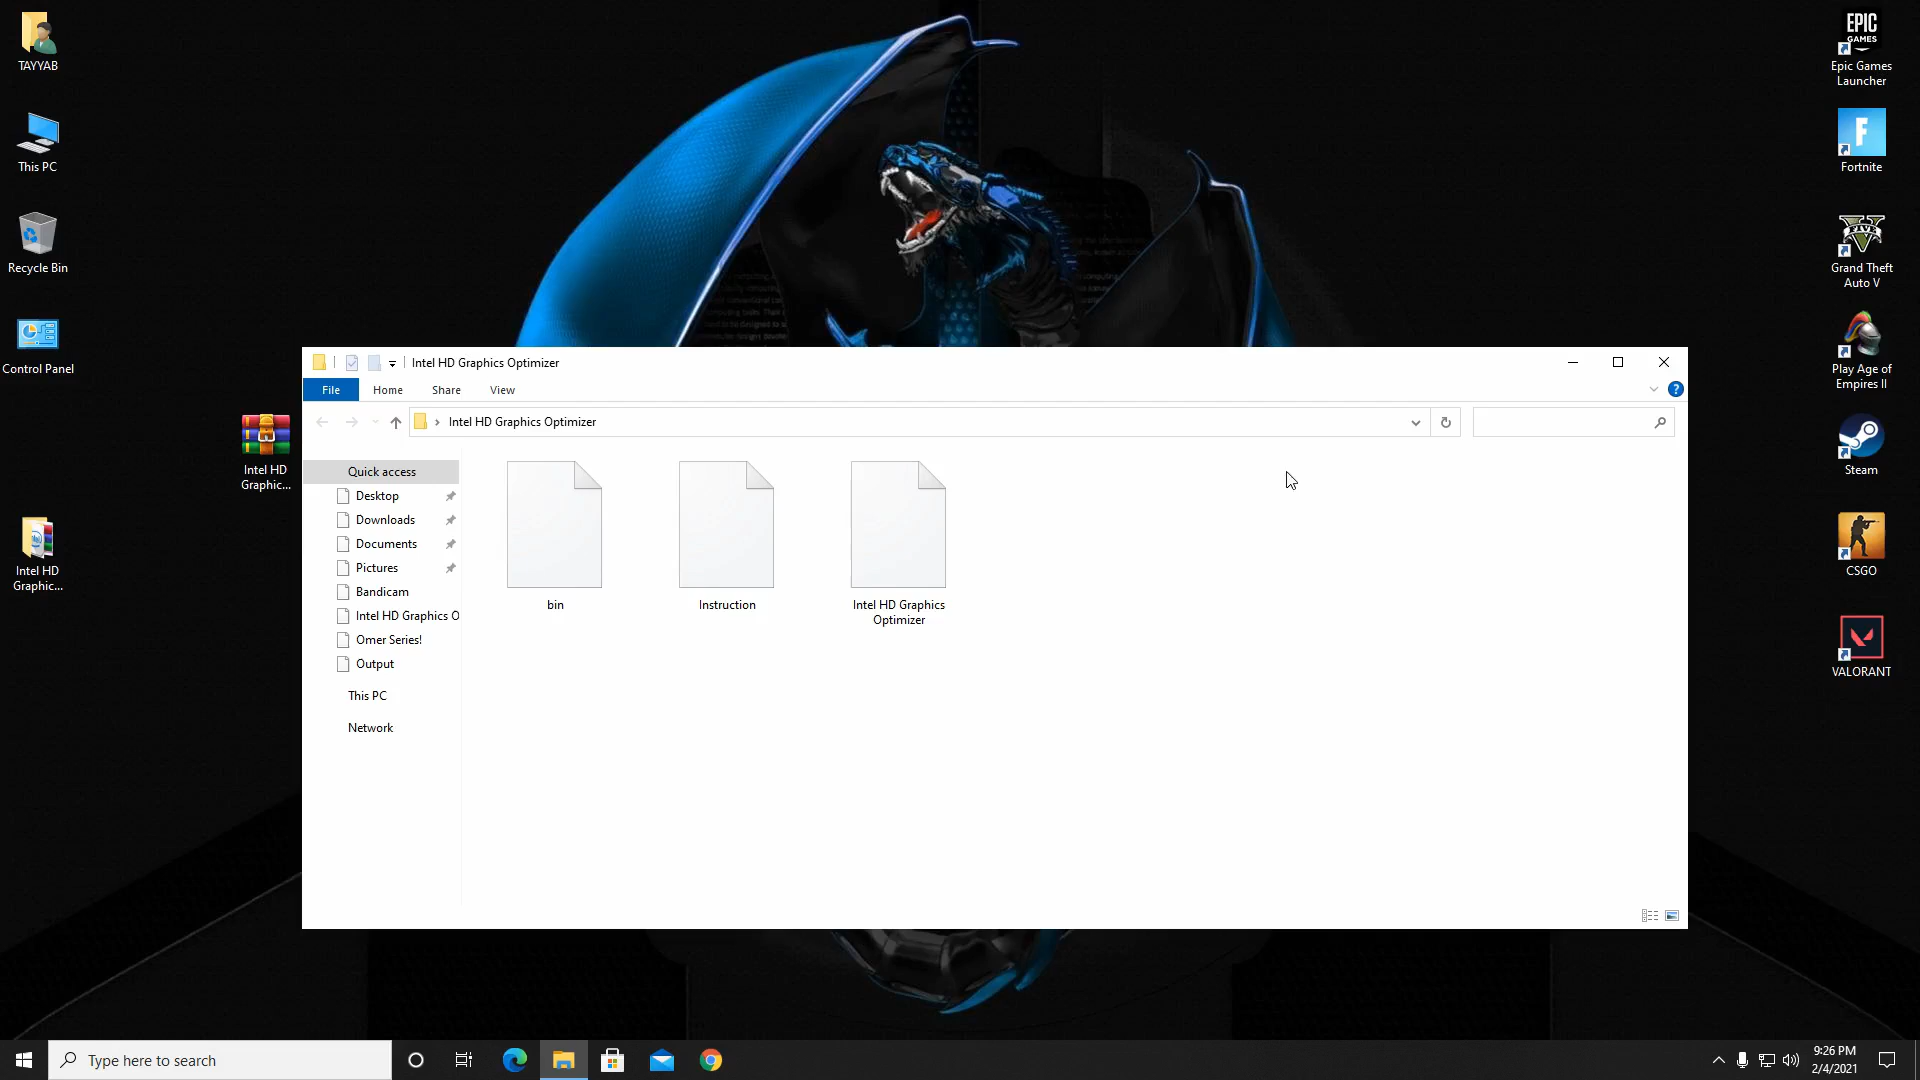 TAYYAB
This PC
Recycle Bin
Control Panel
Intel HD
Graphic...
Intel HD
Graphic...
Intel HD Graphics Optimizer
File
Home
Share
View
Intel HD Graphics Optimizer
Quick access
Desktop
Downloads
Documents
Pictures
Bandicam
Intel HD Graphics O
Omer Series!
Output
This PC
Network
bin
Instruction
Intel HD Graphics
Optimizer
EPIC
GAMES
Epic Games
Launcher
Fortnite
FIVE
Grand Theft
Auto V
Play Age of
Empires II
Steam
CSGO
VALORANT
Type here to search
9:26 PM
2/4/2021